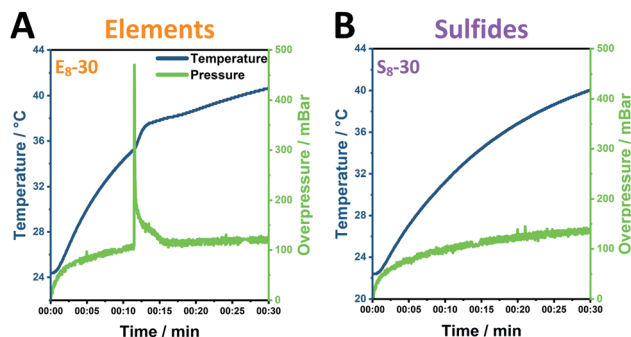 A Elements
E₈-30
Temperature
Pressure
Temperature / °C
44
40
36
32
28
24
500
400
300
200
100
0
Overpressure / mBar
00:00 00:05 00:10 00:15 00:20 00:25 00:30
Time / min
B Sulfides
S₈-30
Temperature / °C
44
40
36
32
28
24
20
500
400
300
200
100
0
Overpressure / mBar
00:00 00:05 00:10 00:15 00:20 00:25 00:30
Time / min